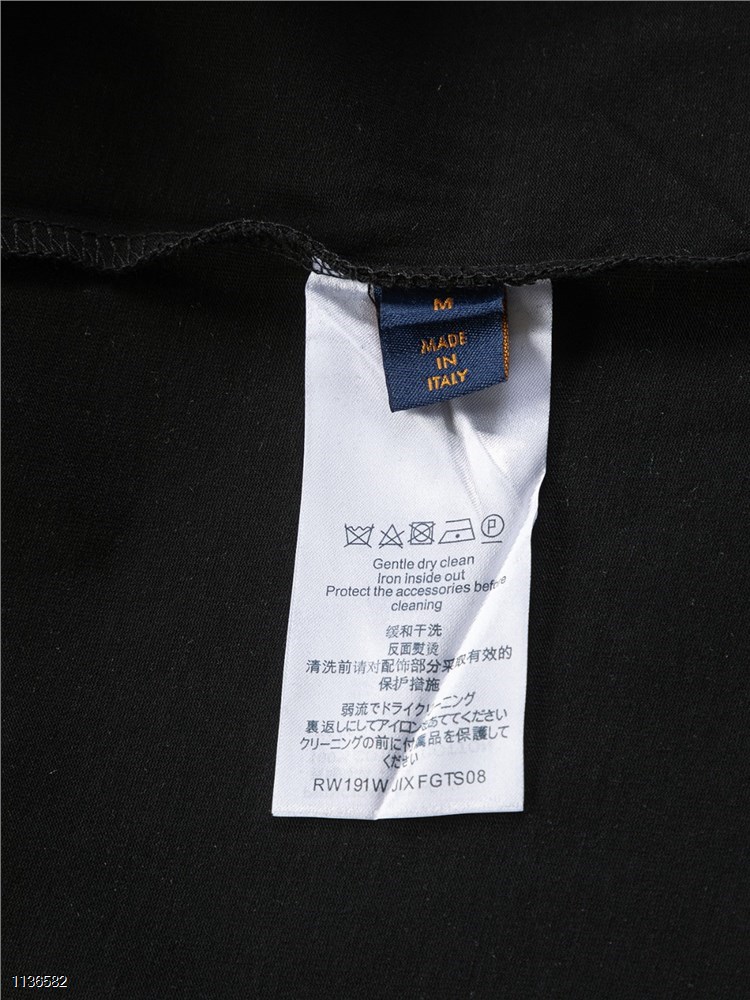 M
MADE
IN
ITALY
P
Gentle dry clean
Iron inside out
Protect the accessories before
cleaning
缓和干洗
反面熨烫
清洗前请对配饰部分采取有效的
保护措施
弱流でドライクリーニング
裏返しにしてアイロンをあててください
クリーニングの前に付属品を保護して
ください
RW191W JIXFGTS08
1136582